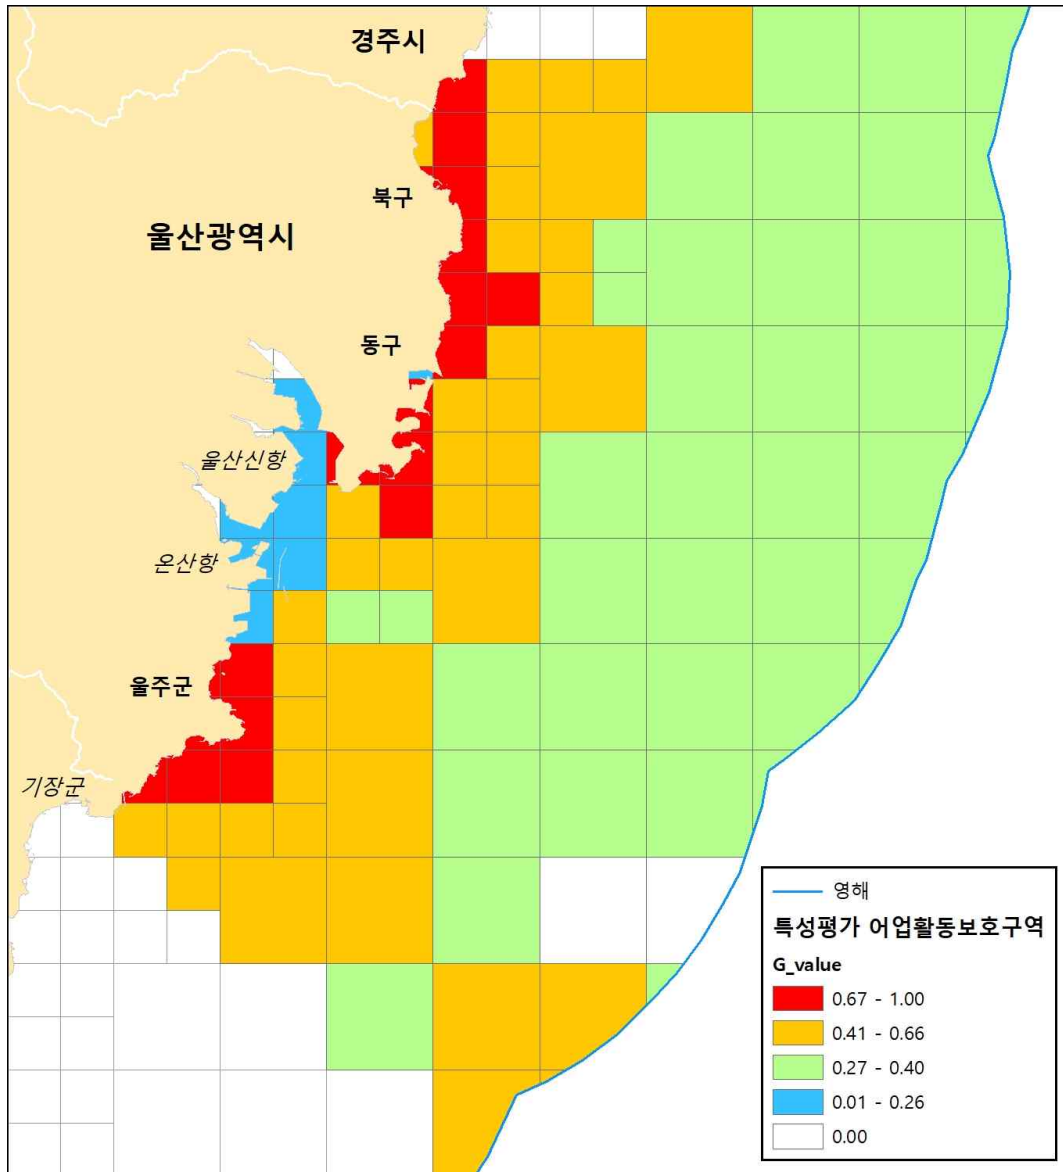 경주시
북구
울산광역시
동구
울산신항
온산항
울주군
기장군
영해
특성평가 어업활동보호구역
G_value
0.67 - 1.00
0.41 - 0.66
0.27 - 0.40
0.01 - 0.26
0.00